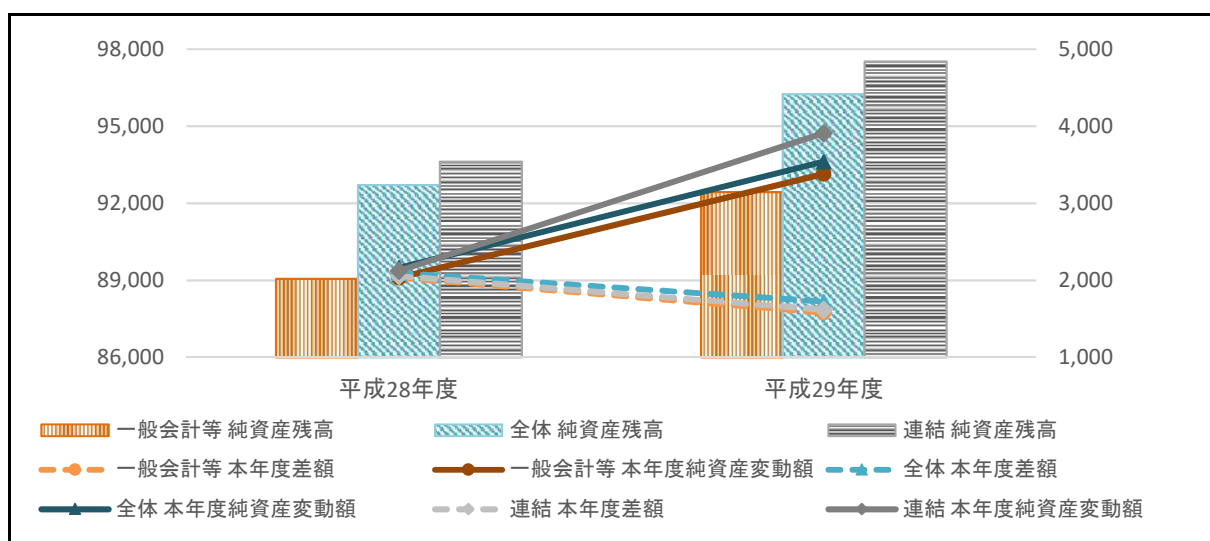 98,000 5,000
95,000 4,000
92,000 3,000
89,000 2,000
86,000 1,000
平成28年度 平成29年度
一般会計等 純資産残高 全体 純資産残高 連結 純資産残高
一般会計等 本年度差額 一般会計等 本年度純資産変動額 全体 本年度差額
全体 本年度純資産変動額 連結 本年度差額 連結 本年度純資産変動額